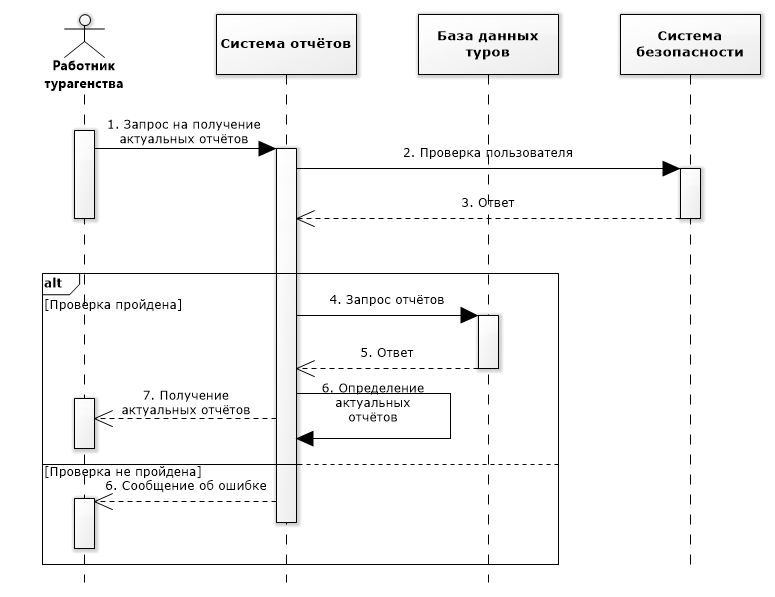 Работник
турагенства
Система отчётов
База данных
туров
Система
безопасности
1. Запрос на получение
актуальных отчётов
2. Проверка пользователя
3. Ответ
alt
[Проверка пройдена]
4. Запрос отчётов
5. Ответ
6. Определение
актуальных
отчётов
7. Получение
актуальных отчётов
[Проверка не пройдена]
6. Сообщение об ошибке